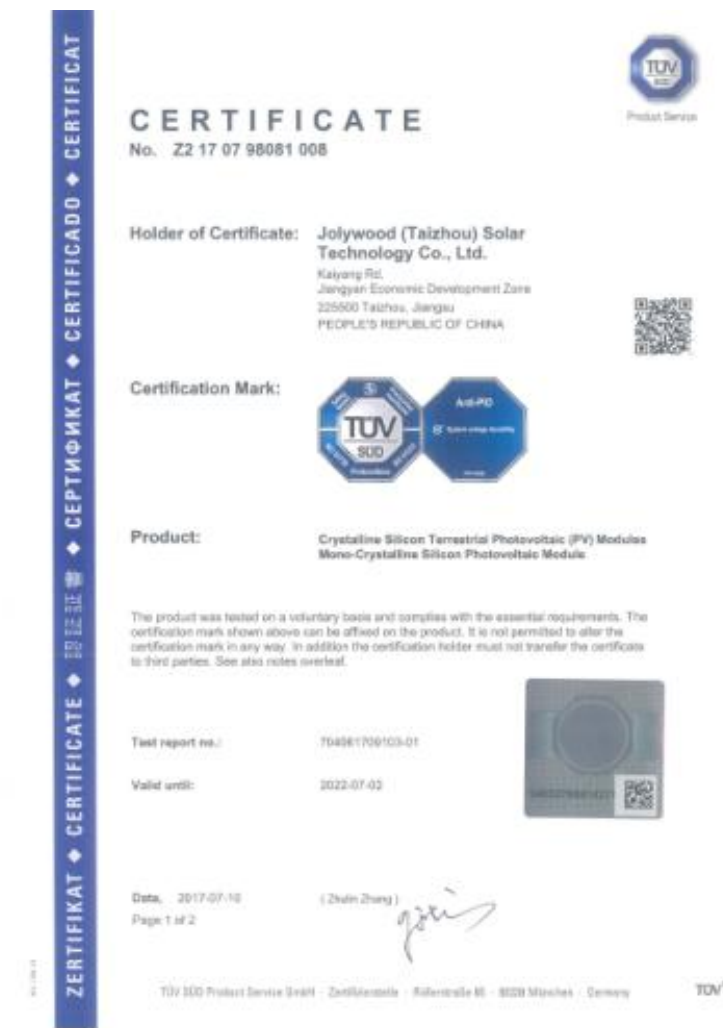 ZERTIFIKAT ◆ CERTIFICATE ◆ 認証証書 ◆ СЕРТИФИКАТ ◆ CERTIFICADO ◆ CERTIFICAT
TÜV
SÜD
Product Service
CERTIFICATE
No. Z2 17 07 98081 008
Holder of Certificate: Jolywood (Taizhou) Solar
Technology Co., Ltd.
Kaiyang Rd.
Jiangyan Economic Development Zone
225500 Taizhou, Jiangsu
PEOPLE'S REPUBLIC OF CHINA
Certification Mark:
TÜV
SÜD
Anti-PID
System voltage durability
Product: Crystalline Silicon Terrestrial Photovoltaic (PV) Modules
Mono-Crystalline Silicon Photovoltaic Module
The product was tested on a voluntary basis and complies with the essential requirements. The
certification mark shown above can be affixed on the product. It is not permitted to alter the
certification mark in any way. In addition the certification holder must not transfer the certificate
to third parties. See also notes overleaf.
Test report no.: 704061709103-01
Valid until: 2022-07-02
Date, 2017-07-10
( Zhulin Zhang )
Page 1 of 2
TÜV SÜD Product Service GmbH · Zertifizierstelle · Ridlerstraße 65 · 80339 München · Germany
TÜV